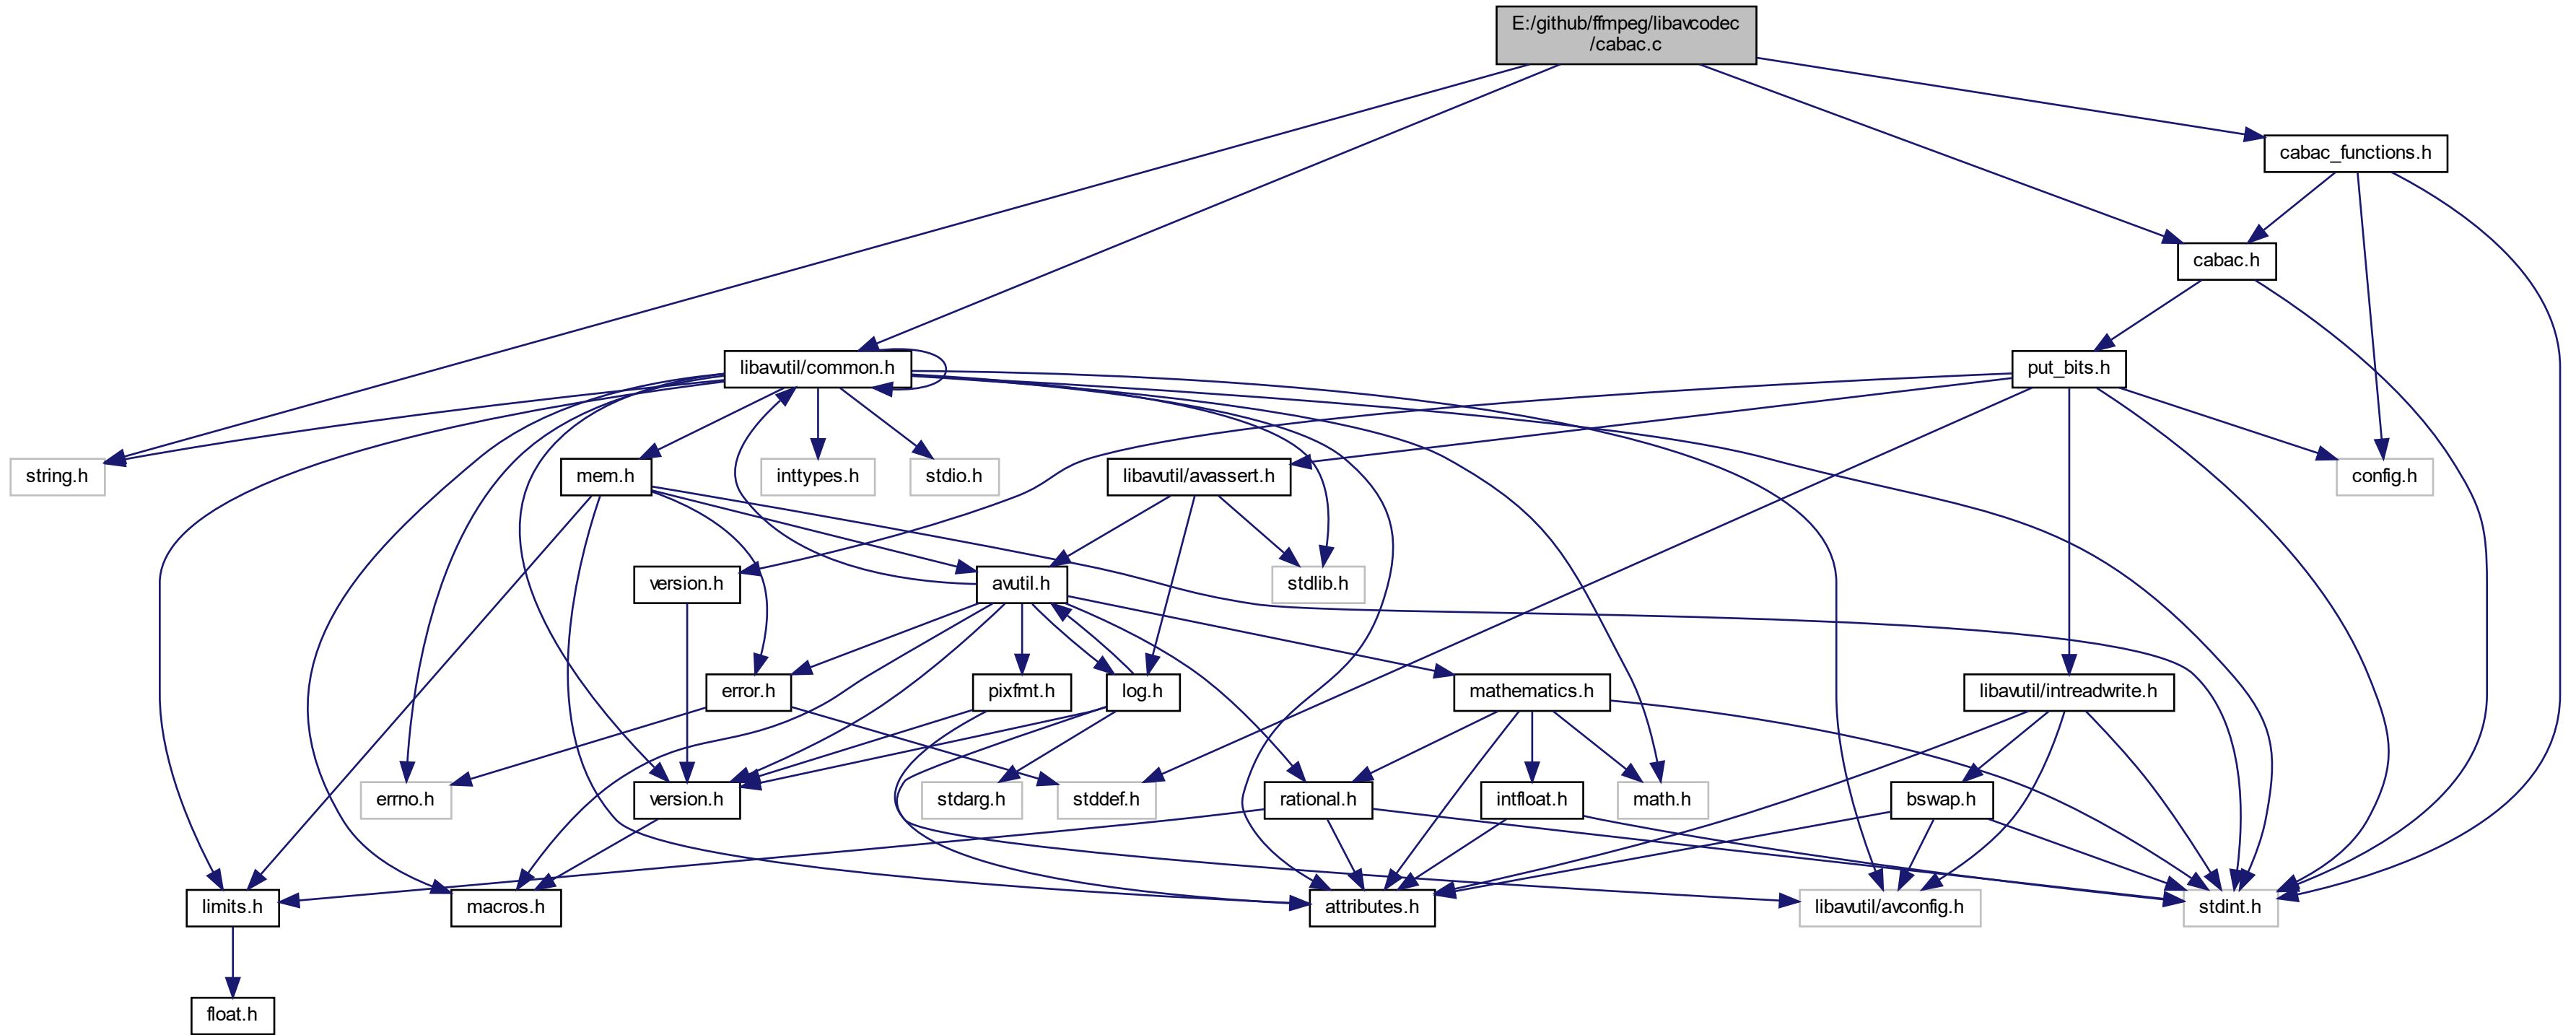 E:/github/ffmpeg/libavcodec
/cabac.c
cabac_functions.h
cabac.h
libavutil/common.h
put_bits.h
string.h
mem.h
inttypes.h
stdio.h
libavutil/avassert.h
config.h
version.h
avutil.h
stdlib.h
error.h
pixfmt.h
log.h
mathematics.h
libavutil/intreadwrite.h
errno.h
version.h
stdarg.h
stddef.h
rational.h
intfloat.h
math.h
bswap.h
limits.h
macros.h
attributes.h
libavutil/avconfig.h
stdint.h
float.h